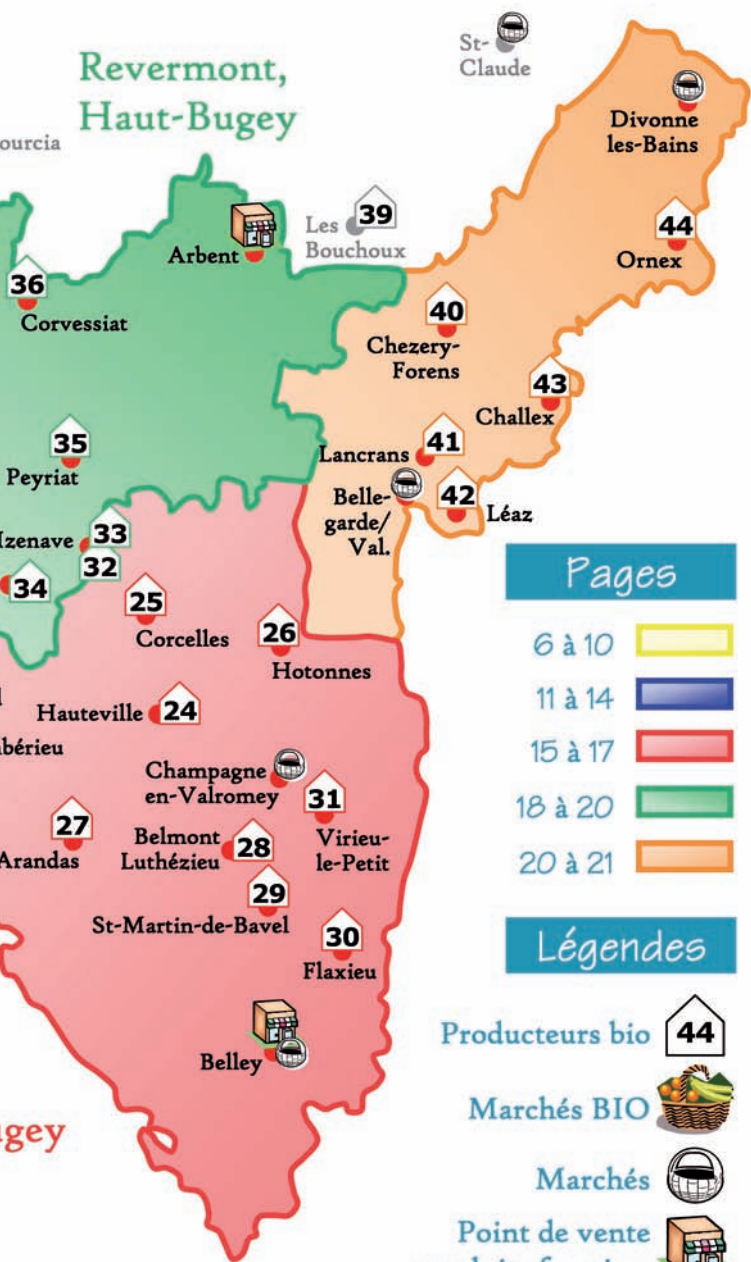 St-
Claude
Revermont,
Haut-Bugey
Divonne
les-Bains
39
Les
Bouchoux
Arbent
44
Ornex
36
Corvessiat
40
Chezery-
Forens
43
Challex
35
Peyriat
41
Lancrans
Belle-
garde/
Val.
42
Léaz
33
Izenave
32
34
25
Corcelles
26
Hotonnes
Hauteville
24
Champagne
en-Valromey
31
Virieu-
le-Petit
27
Arandas
Belmont
Luthézieu
28
29
St-Martin-de-Bavel
30
Flaxieu
Belley
Pages
6 à 10
11 à 14
15 à 17
18 à 20
20 à 21
Légendes
Producteurs bio
44
Marchés BIO
Marchés
Point de vente